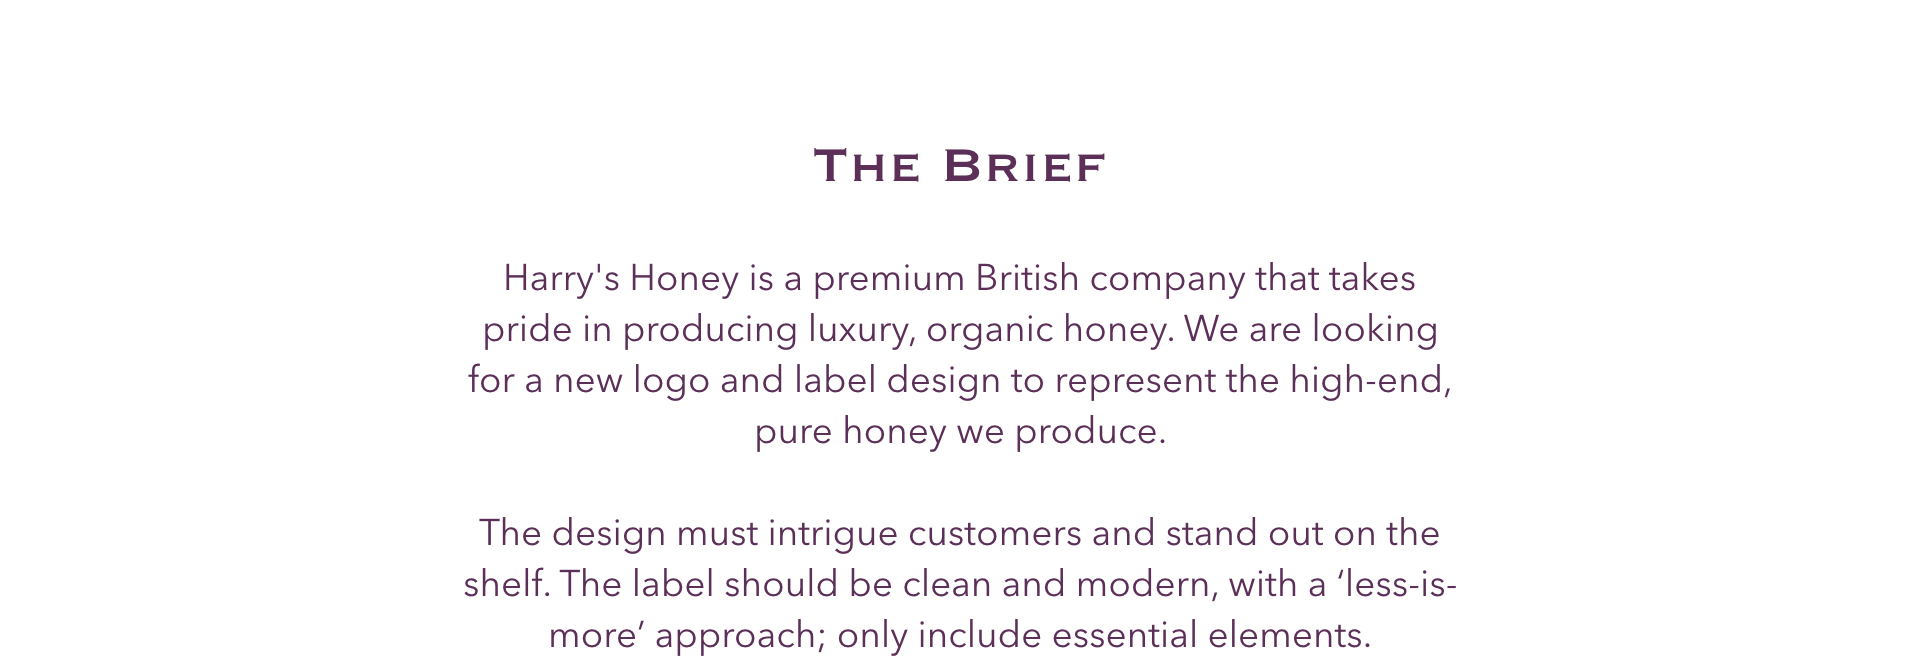 The Brief
Harry's Honey is a premium British company that takes
pride in producing luxury, organic honey. We are looking
for a new logo and label design to represent the high-end,
pure honey we produce.
The design must intrigue customers and stand out on the
shelf. The label should be clean and modern, with a ‘less-is-
more’ approach; only include essential elements.